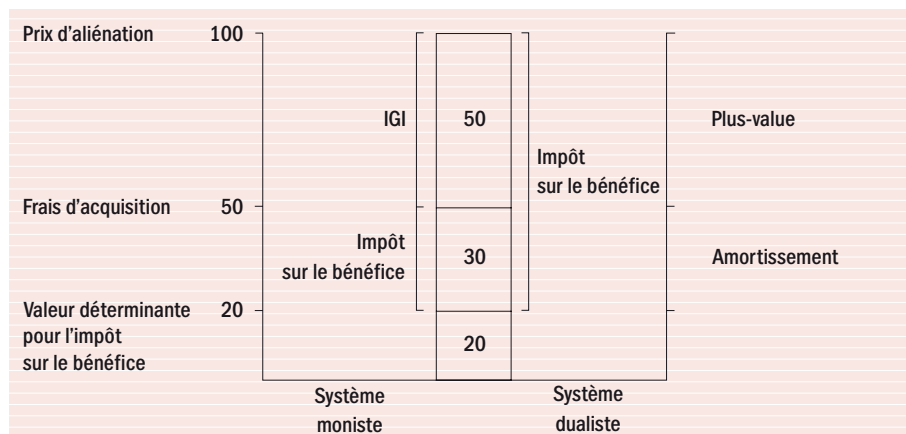 Prix d'aliénation 100
IGI 50 Plus-value
Impôt
sur le bénéfice
Frais d'acquisition 50
Impôt
sur le bénéfice
30 Amortissement
Valeur déterminante
pour l'impôt
sur le bénéfice
20
20
Système
moniste
Système
dualiste